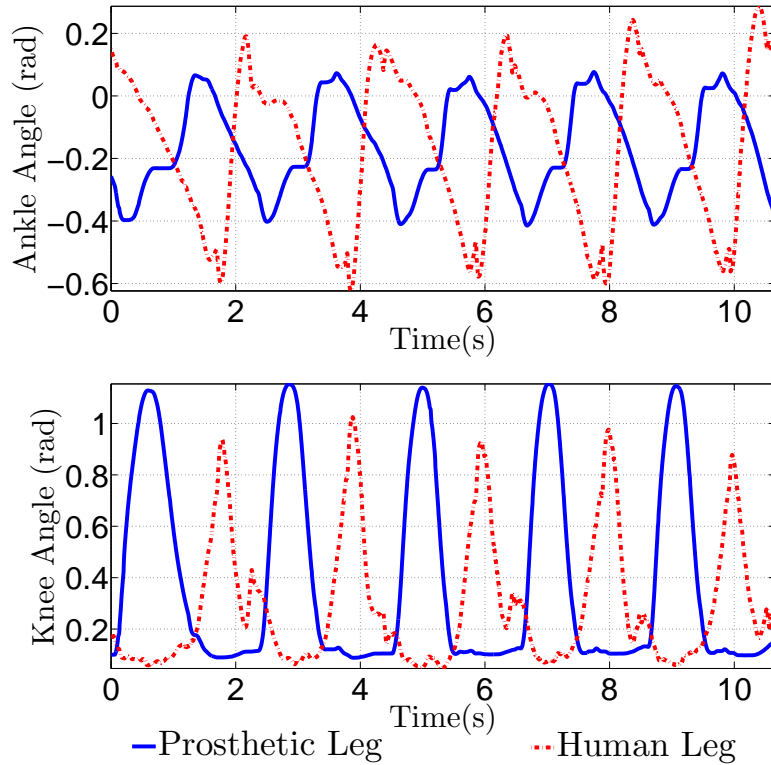 Ankle Angle (rad)
0.2
0
−0.2
−0.4
−0.6
0 2 4 6 8 10
Time(s)
Knee Angle (rad)
1
0.8
0.6
0.4
0.2
0 2 4 6 8 10
Time(s)
Prosthetic Leg Human Leg